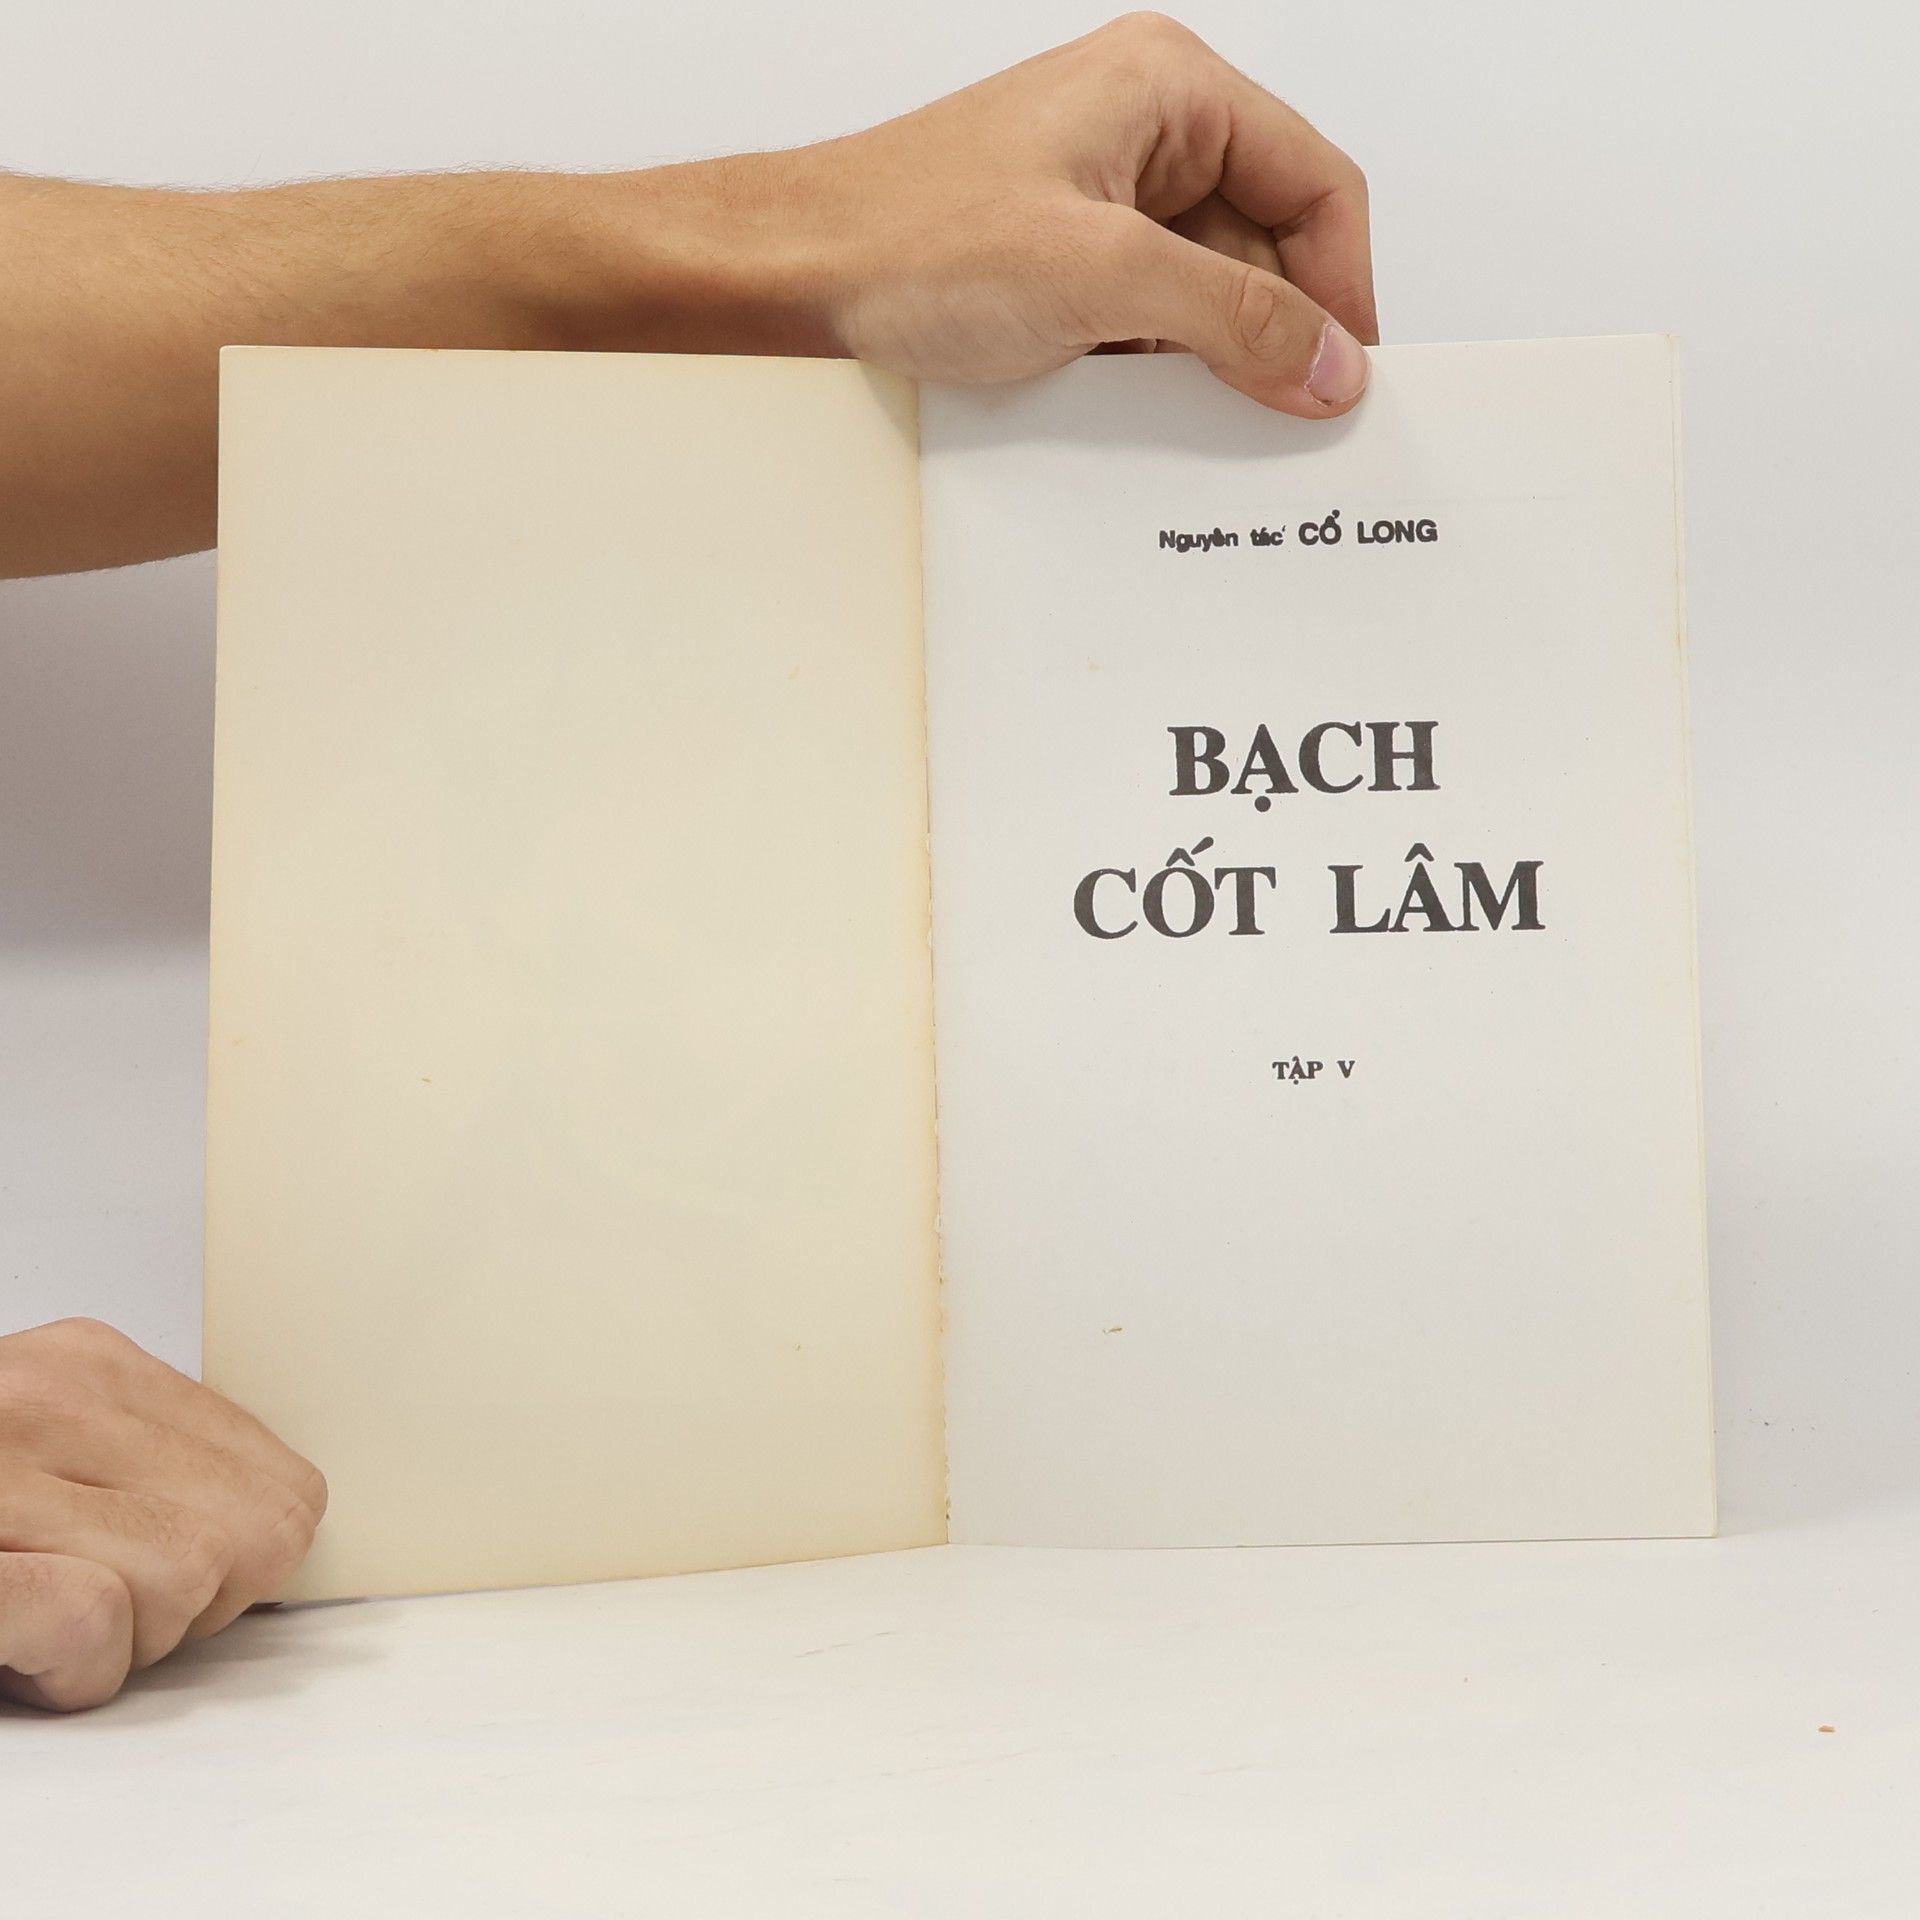 Nguyên tác CỔ LONG
BẠCH
CỐT LÂM
TẬP V